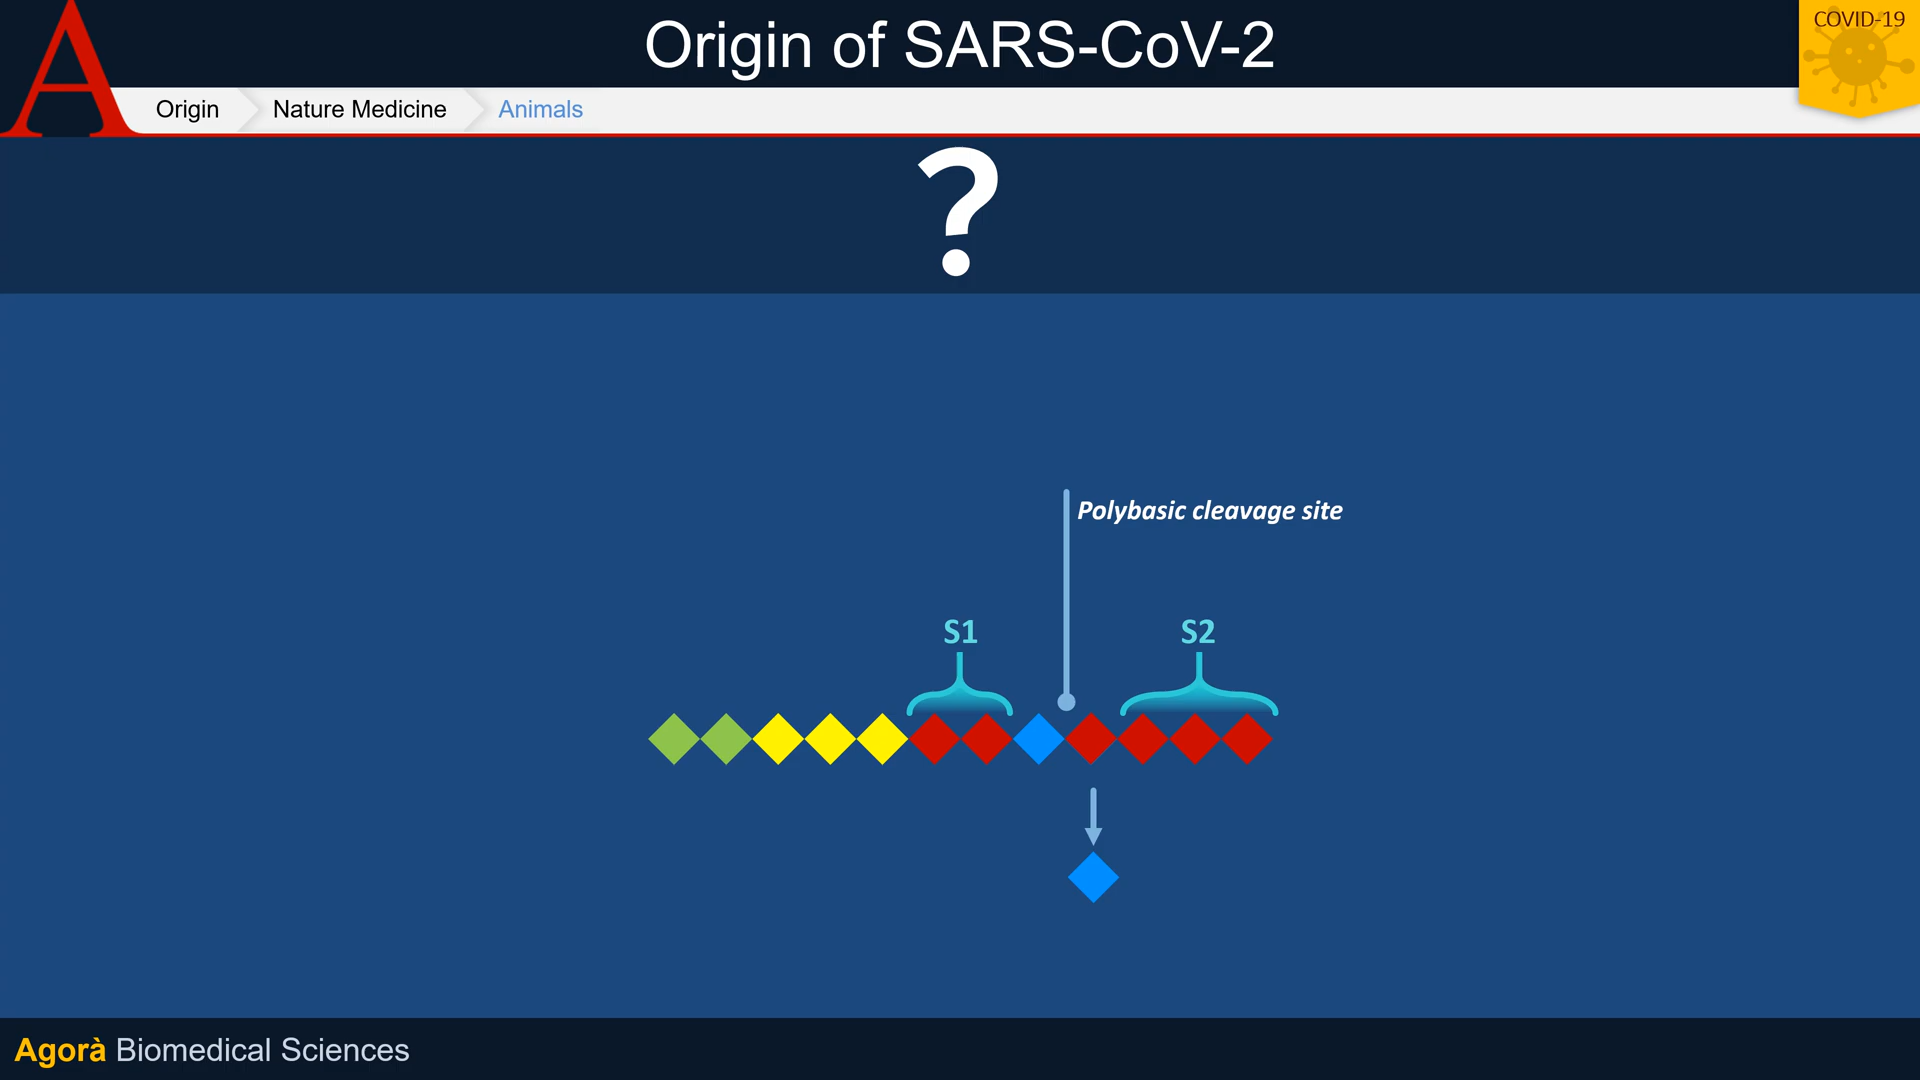 Origin of SARS-CoV-2
COVID-19
A
Origin
Nature Medicine
Animals
?
Polybasic cleavage site
S1
S2
Agorà Biomedical Sciences